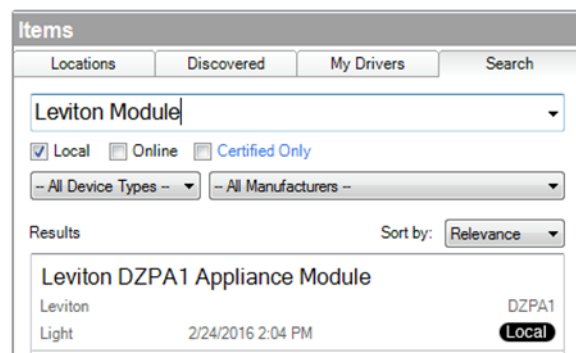 Items
Locations Discovered My Drivers Search
Leviton Module
Local Online Certified Only
-- All Device Types -- -- All Manufacturers --
Results Sort by: Relevance
Leviton DZPA1 Appliance Module
Leviton DZPA1
Light 2/24/2016 2:04 PM Local